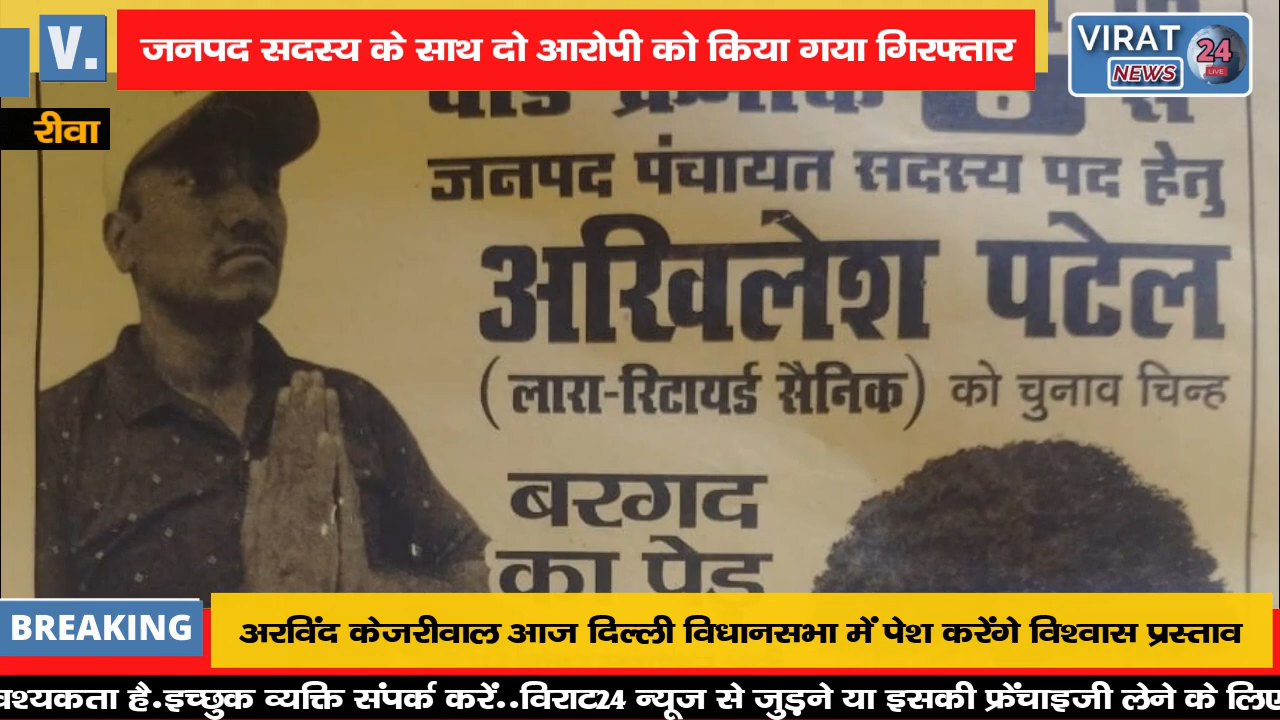 V.
जनपद सदस्य के साथ दो आरोपी को किया गया गिरफ्तार
VIRAT
24
LIVE
NEWS
रीवा
जनपद पंचायत सदस्य पद हेतु
अखिलेश पटेल
(लारा-रिटायर्ड सैनिक) को चुनाव चिन्ह
बरगद
का पेड़
BREAKING
अरविंद केजरीवाल आज दिल्ली विधानसभा में पेश करेंगे विश्वास प्रस्ताव
है.इच्छुक व्यक्ति संपर्क करें..विराट24 न्यूज से जुड़ने या इसकी फ्रेंचाइजी लेने के